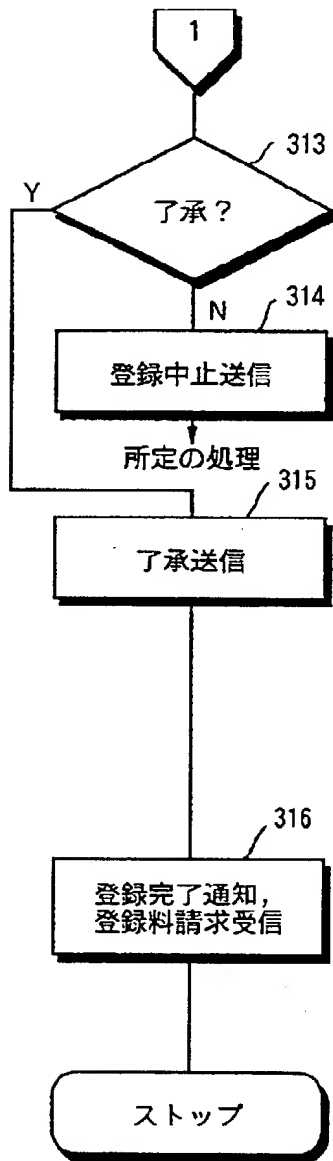 1
313
了承？
Y
N
314
登録中止送信
所定の処理
315
了承送信
316
登録完了通知，
登録料請求受信
ストップ